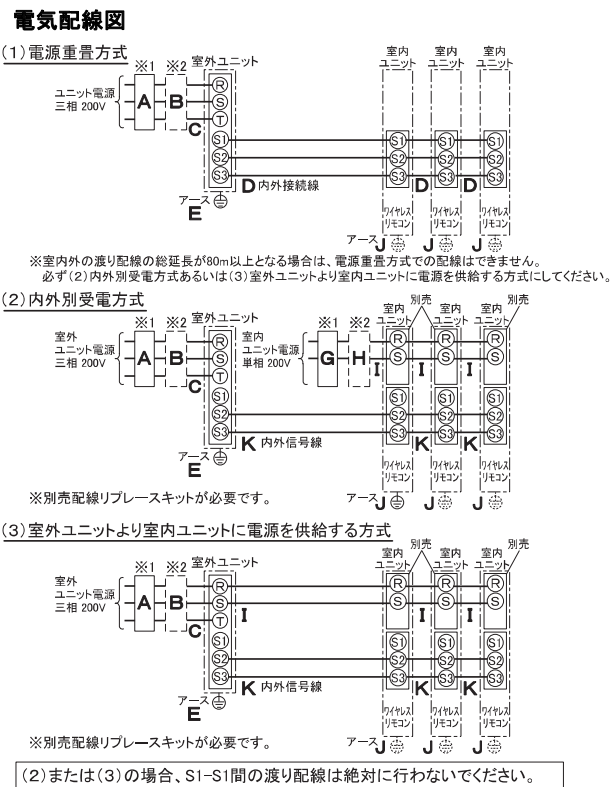 電気配線図
(1)電源重畳方式
※1 ※2 室外ユニット
室内ユニット 室内ユニット 室内ユニット
ユニット電源
三相 200V
A B C
R
S
T
S1 S1 S1 S1
S2 S2 S2 S2
S3 S3 S3 S3
D 内外接続線 D D
アース
E
ワイヤレスリモコン ワイヤレスリモコン ワイヤレスリモコン
アース J J J
※室内外の渡り配線の総延長が80m以上となる場合は、電源重畳方式での配線はできません。
必ず(2)内外別受電方式あるいは(3)室外ユニットより室内ユニットに電源を供給する方式にしてください。
(2)内外別受電方式
※1 ※2 室外ユニット ※1 ※2
室内ユニット 別売 室内ユニット 室内ユニット 別売
室外
ユニット電源
三相 200V
A B C
R
S
T
S1
S2
S3
室内
ユニット電源
単相 200V
G H I I I
R R R
S S S
S1 S1 S1
S2 S2 S2
S3 S3 S3
K 内外信号線 K K
アース
E
ワイヤレスリモコン ワイヤレスリモコン ワイヤレスリモコン
※別売配線リプレースキットが必要です。
アース J J J
(3)室外ユニットより室内ユニットに電源を供給する方式
※1 ※2 室外ユニット
室内ユニット 別売 室内ユニット 室内ユニット 別売
室外
ユニット電源
三相 200V
A B C
R R R R
S I S I S I S
T
S1 S1 S1 S1
S2 S2 S2 S2
S3 S3 S3 S3
K 内外信号線 K K
アース
E
ワイヤレスリモコン ワイヤレスリモコン ワイヤレスリモコン
※別売配線リプレースキットが必要です。
アース J J J
(2)または(3)の場合、S1-S1間の渡り配線は絶対に行わないでください。